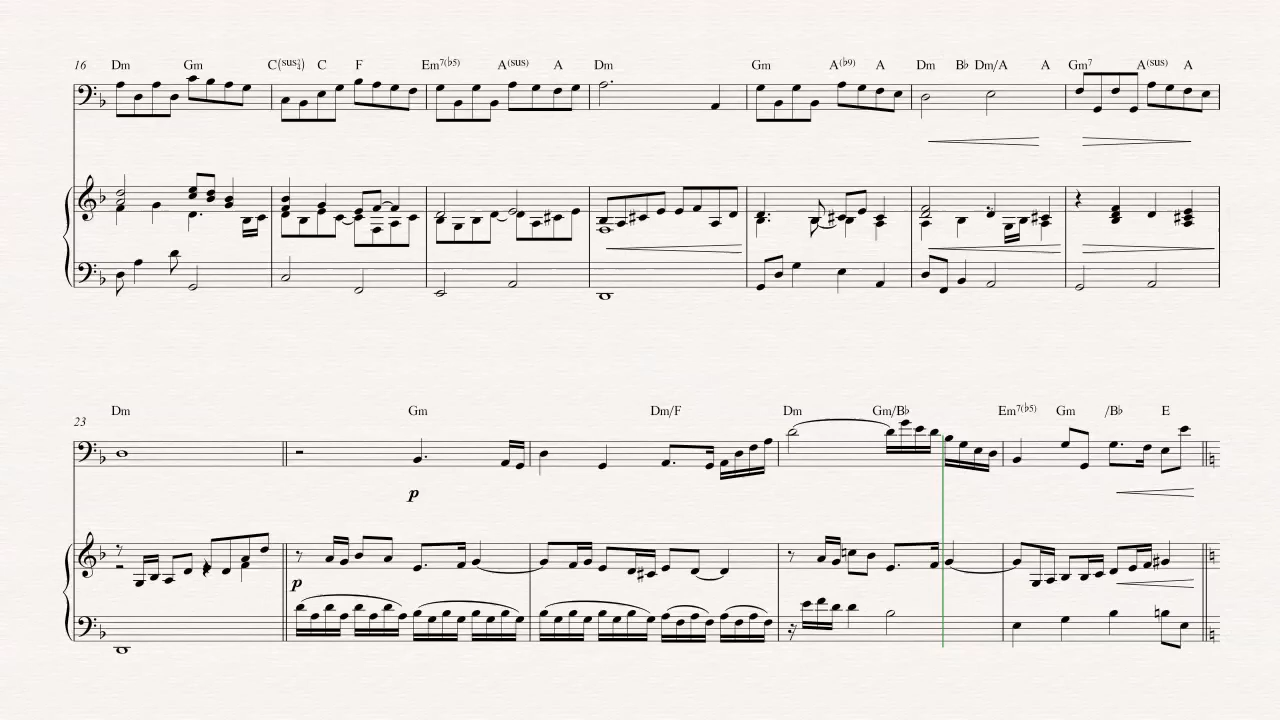 16 Dm Gm C(sus4) C F Em7(♭5) A(sus) A Dm Gm A(♭9) A Dm B♭ Dm/A A Gm7 A(sus) A
23 Dm Gm Dm/F Dm Gm/B♭ Em7(♭5) Gm /B♭ E
p
p